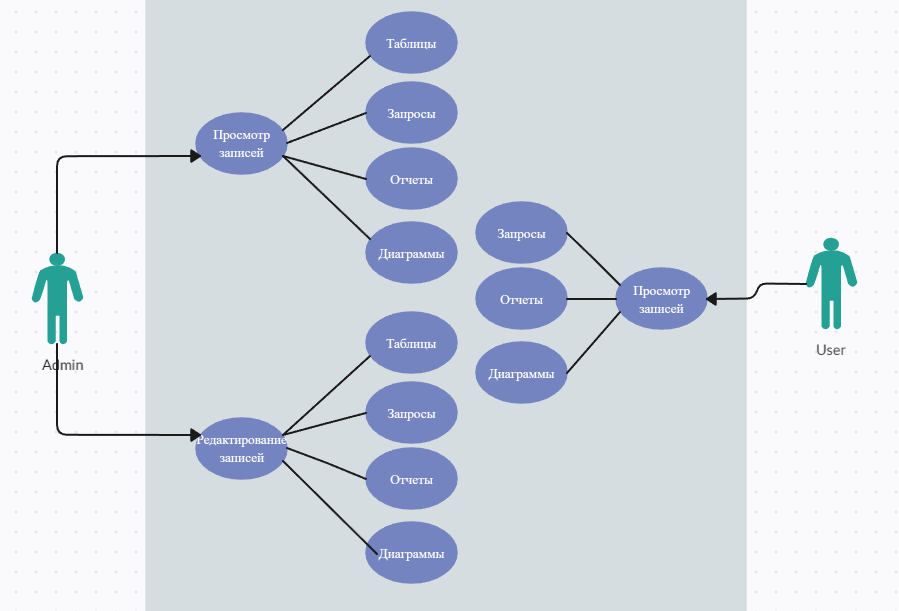 Таблицы
Запросы
Просмотр
записей
Отчеты
Диаграммы
Запросы
Отчеты
Диаграммы
Просмотр
записей
Admin
User
Таблицы
Запросы
Редактирование
записей
Отчеты
Диаграммы